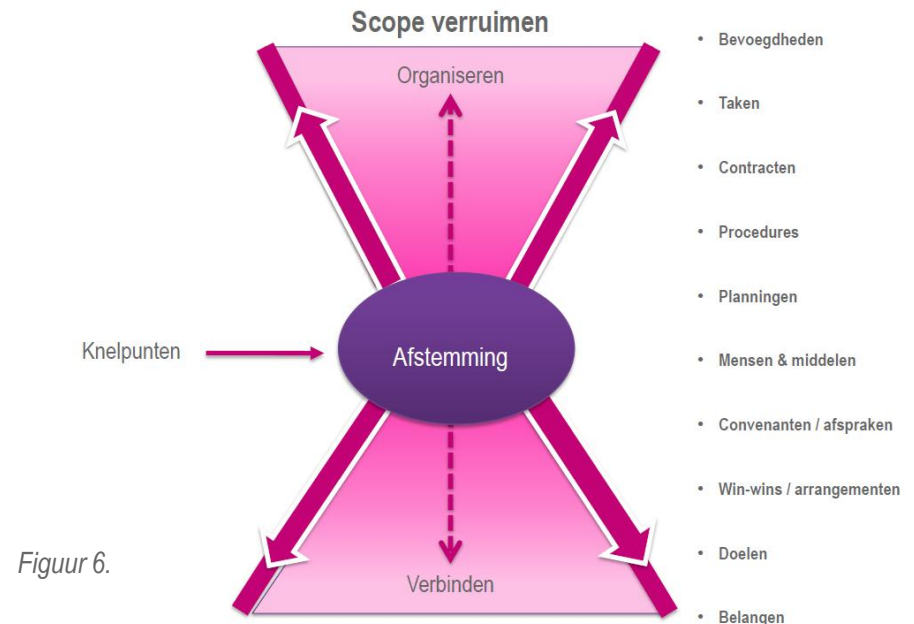 Scope verruimen
Organiseren
Knelpunten
Afstemming
Verbinden
Figuur 6.
• Bevoegdheden
• Taken
• Contracten
• Procedures
• Planningen
• Mensen & middelen
• Convenanten / afspraken
• Win-wins / arrangementen
• Doelen
• Belangen